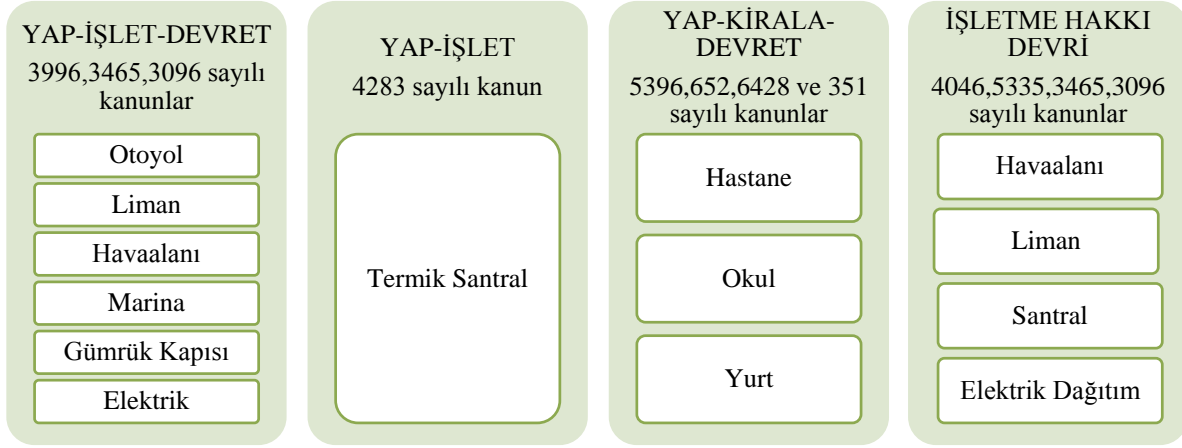 YAP-İŞLET-DEVRET
3996,3465,3096 sayılı
kanunlar
Otoyol
Liman
Havaalanı
Marina
Gümrük Kapısı
Elektrik
YAP-İŞLET
4283 sayılı kanun
Termik Santral
YAP-KİRALA-
DEVRET
5396,652,6428 ve 351
sayılı kanunlar
Hastane
Okul
Yurt
İŞLETME HAKKI
DEVRİ
4046,5335,3465,3096
sayılı kanunlar
Havaalanı
Liman
Santral
Elektrik Dağıtım